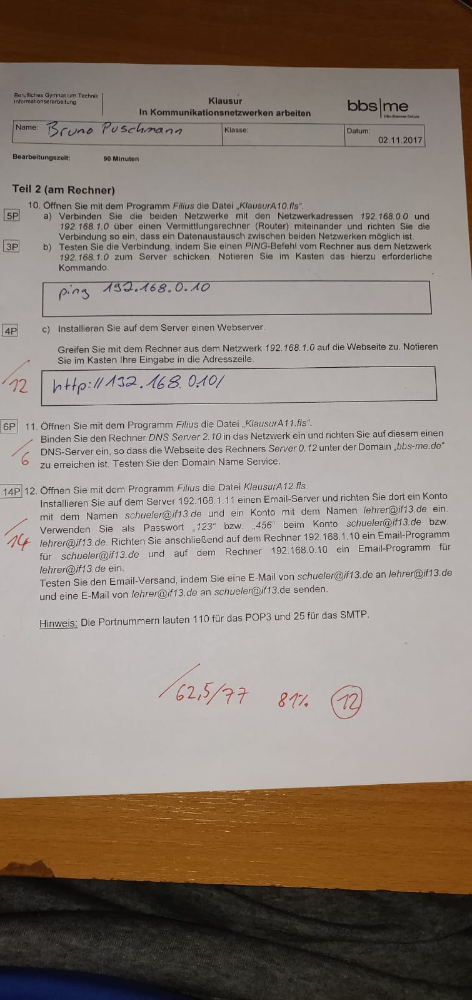 Berufliches Gymnasium Technik
Informationserarbeitung
Klausur
In Kommunikationsnetzwerken arbeiten
bbs|me
Otto-Brenner-Schule
Name: Bruno Puschmann
Klasse:
Datum:
02.11.2017
Bearbeitungszeit: 90 Minuten
Teil 2 (am Rechner)
10. Öffnen Sie mit dem Programm Filius die Datei „KlausurA10.fls“.
5P a) Verbinden Sie die beiden Netzwerke mit den Netzwerkadressen 192.168.0.0 und
192.168.1.0 über einen Vermittlungsrechner (Router) miteinander und richten Sie die
Verbindung so ein, dass ein Datenaustausch zwischen beiden Netzwerken möglich ist.
3P b) Testen Sie die Verbindung, indem Sie einen PING-Befehl vom Rechner aus dem Netzwerk
192.168.1.0 zum Server schicken. Notieren Sie im Kasten das hierzu erforderliche
Kommando.
ping 192.168.0.10
4P c) Installieren Sie auf dem Server einen Webserver.
Greifen Sie mit dem Rechner aus dem Netzwerk 192.168.1.0 auf die Webseite zu. Notieren
Sie im Kasten Ihre Eingabe in die Adresszeile.
/12
http://192.168.0.10/
6P 11. Öffnen Sie mit dem Programm Filius die Datei „KlausurA11.fls“.
Binden Sie den Rechner DNS Server 2.10 in das Netzwerk ein und richten Sie auf diesem einen
DNS-Server ein, so dass die Webseite des Rechners Server 0.12 unter der Domain „bbs-me.de“
zu erreichen ist. Testen Sie den Domain Name Service.
/6
14P 12. Öffnen Sie mit dem Programm Filius die Datei KlausurA12.fls.
Installieren Sie auf dem Server 192.168.1.11 einen Email-Server und richten Sie dort ein Konto
mit dem Namen schueler@if13.de und ein Konto mit dem Namen lehrer@if13.de ein.
Verwenden Sie als Passwort „123“ bzw. „456“ beim Konto schueler@if13.de bzw.
lehrer@if13.de. Richten Sie anschließend auf dem Rechner 192.168.1.10 ein Email-Programm
für schueler@if13.de und auf dem Rechner 192.168.0.10 ein Email-Programm für
lehrer@if13.de ein.
/14
Testen Sie den Email-Versand, indem Sie eine E-Mail von schueler@if13.de an lehrer@if13.de
und eine E-Mail von lehrer@if13.de an schueler@if13.de senden.
Hinweis: Die Portnummern lauten 110 für das POP3 und 25 für das SMTP.
/62,5/77 81% 12